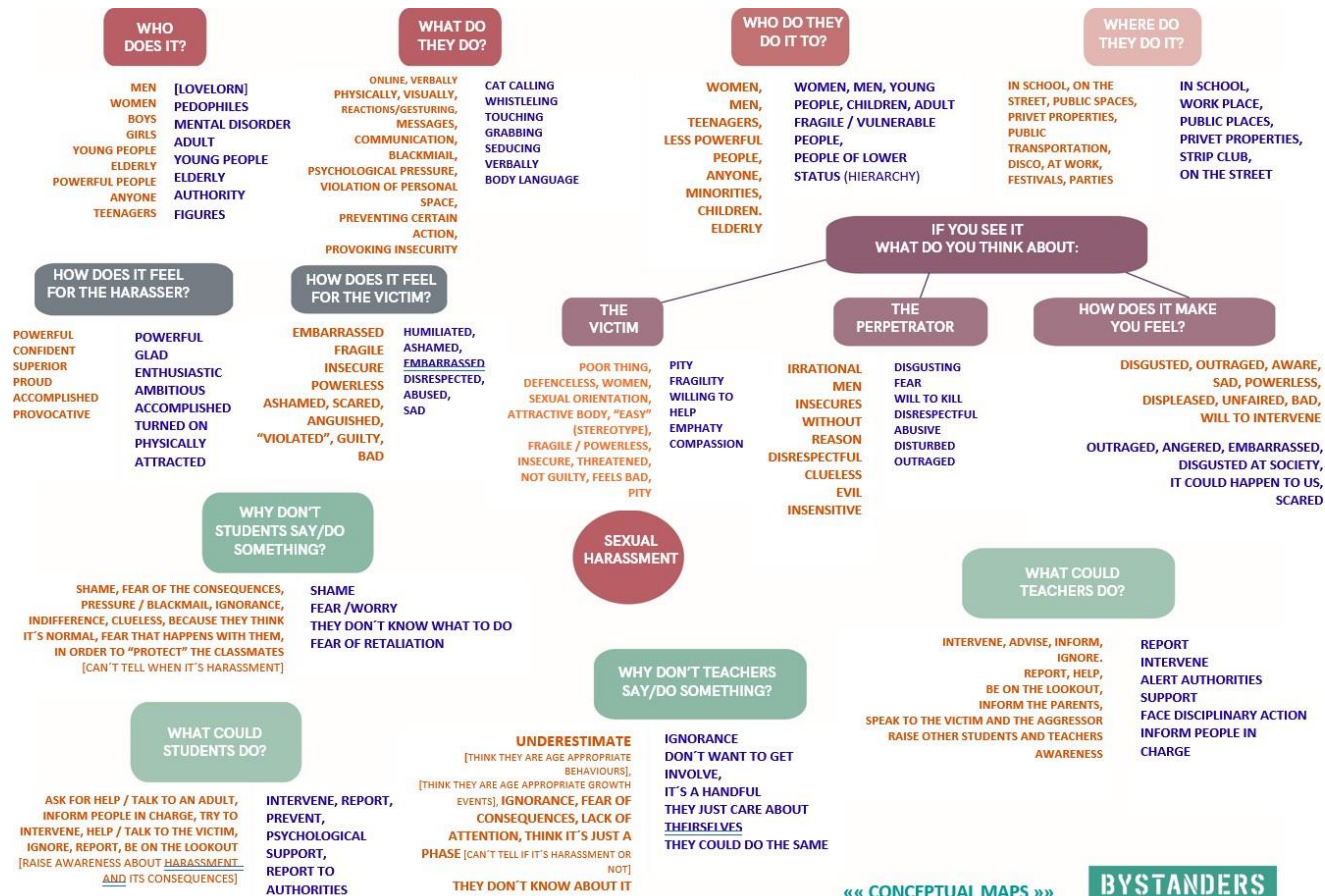 WHO
DOES IT?
MEN
WOMEN
BOYS
GIRLS
YOUNG PEOPLE
ELDERLY
POWERFUL PEOPLE
ANYONE
TEENAGERS
[LOVELORN]
PEDOPHILES
MENTAL DISORDER
ADULT
YOUNG PEOPLE
ELDERLY
AUTHORITY
FIGURES
WHAT DO
THEY DO?
ONLINE, VERBALLY
PHYSICALLY, VISUALLY,
REACTIONS/GESTURING,
MESSAGES,
COMMUNICATION,
BLACKMIAIL,
PSYCHOLOGICAL PRESSURE,
VIOLATION OF PERSONAL
SPACE,
PREVENTING CERTAIN
ACTION,
PROVOKING INSECURITY
CAT CALLING
WHISTLELING
TOUCHING
GRABBING
SEDUCING
VERBALLY
BODY LANGUAGE
WHO DO THEY
DO IT TO?
WOMEN,
MEN,
TEENAGERS,
LESS POWERFUL
PEOPLE,
ANYONE,
MINORITIES,
CHILDREN.
ELDERLY
WOMEN, MEN, YOUNG
PEOPLE, CHILDREN, ADULT
FRAGILE / VULNERABLE
PEOPLE,
PEOPLE OF LOWER
STATUS (HIERARCHY)
WHERE DO
THEY DO IT?
IN SCHOOL, ON THE
STREET, PUBLIC SPACES,
PRIVET PROPERTIES,
PUBLIC
TRANSPORTATION,
DISCO, AT WORK,
FESTIVALS, PARTIES
IN SCHOOL,
WORK PLACE,
PUBLIC PLACES,
PRIVET PROPERTIES,
STRIP CLUB,
ON THE STREET
HOW DOES IT FEEL
FOR THE HARASSER?
POWERFUL
CONFIDENT
SUPERIOR
PROUD
ACCOMPLISHED
PROVOCATIVE
POWERFUL
GLAD
ENTHUSIASTIC
AMBITIOUS
ACCOMPLISHED
TURNED ON
PHYSICALLY
ATTRACTED
HOW DOES IT FEEL
FOR THE VICTIM?
EMBARRASSED
FRAGILE
INSECURE
POWERLESS
ASHAMED, SCARED,
ANGUISHED,
“VIOLATED”, GUILTY,
BAD
HUMILIATED,
ASHAMED,
EMBARRASSED
DISRESPECTED,
ABUSED,
SAD
IF YOU SEE IT
WHAT DO YOU THINK ABOUT:
THE
VICTIM
POOR THING,
DEFENCELESS, WOMEN,
SEXUAL ORIENTATION,
ATTRACTIVE BODY, “EASY”
(STEREOTYPE),
FRAGILE / POWERLESS,
INSECURE, THREATENED,
NOT GUILTY, FEELS BAD,
PITY
PITY
FRAGILITY
WILLING TO
HELP
EMPHATY
COMPASSION
THE
PERPETRATOR
IRRATIONAL
MEN
INSECURES
WITHOUT
REASON
DISRESPECTFUL
CLUELESS
EVIL
INSENSITIVE
DISGUSTING
FEAR
WILL TO KILL
DISRESPECTFUL
ABUSIVE
DISTURBED
OUTRAGED
HOW DOES IT MAKE
YOU FEEL?
DISGUSTED, OUTRAGED, AWARE,
SAD, POWERLESS,
DISPLEASED, UNFAIRED, BAD,
WILL TO INTERVENE
OUTRAGED, ANGERED, EMBARRASSED,
DISGUSTED AT SOCIETY,
IT COULD HAPPEN TO US,
SCARED
WHY DON'T
STUDENTS SAY/DO
SOMETHING?
SHAME, FEAR OF THE CONSEQUENCES,
PRESSURE / BLACKMAIL, IGNORANCE,
INDIFFERENCE, CLUELESS, BECAUSE THEY THINK
IT´S NORMAL, FEAR THAT HAPPENS WITH THEM,
IN ORDER TO “PROTECT” THE CLASSMATES
[CAN´T TELL WHEN IT´S HARASSMENT]
SHAME
FEAR /WORRY
THEY DON´T KNOW WHAT TO DO
FEAR OF RETALIATION
SEXUAL
HARASSMENT
WHAT COULD
TEACHERS DO?
INTERVENE, ADVISE, INFORM,
IGNORE.
REPORT, HELP,
BE ON THE LOOKOUT,
INFORM THE PARENTS,
SPEAK TO THE VICTIM AND THE AGGRESSOR
RAISE OTHER STUDENTS AND TEACHERS
AWARENESS
REPORT
INTERVENE
ALERT AUTHORITIES
SUPPORT
FACE DISCIPLINARY ACTION
INFORM PEOPLE IN
CHARGE
WHY DON'T TEACHERS
SAY/DO SOMETHING?
UNDERESTIMATE
[THINK THEY ARE AGE APPROPRIATE
BEHAVIOURS],
[THINK THEY ARE AGE APPROPRIATE GROWTH
EVENTS], IGNORANCE, FEAR OF
CONSEQUENCES, LACK OF
ATTENTION, THINK IT´S JUST A
PHASE [CAN´T TELL IF IT´S HARASSMENT OR
NOT]
THEY DON´T KNOW ABOUT IT
IGNORANCE
DON´T WANT TO GET
INVOLVE,
IT´S A HANDFUL
THEY JUST CARE ABOUT
THEIRSELVES
THEY COULD DO THE SAME
WHAT COULD
STUDENTS DO?
ASK FOR HELP / TALK TO AN ADULT,
INFORM PEOPLE IN CHARGE, TRY TO
INTERVENE, HELP / TALK TO THE VICTIM,
IGNORE, REPORT, BE ON THE LOOKOUT
[RAISE AWARENESS ABOUT HARASSMENT
AND ITS CONSEQUENCES]
INTERVENE, REPORT,
PREVENT,
PSYCHOLOGICAL
SUPPORT,
REPORT TO
AUTHORITIES
«« CONCEPTUAL MAPS »»
BYSTANDERS